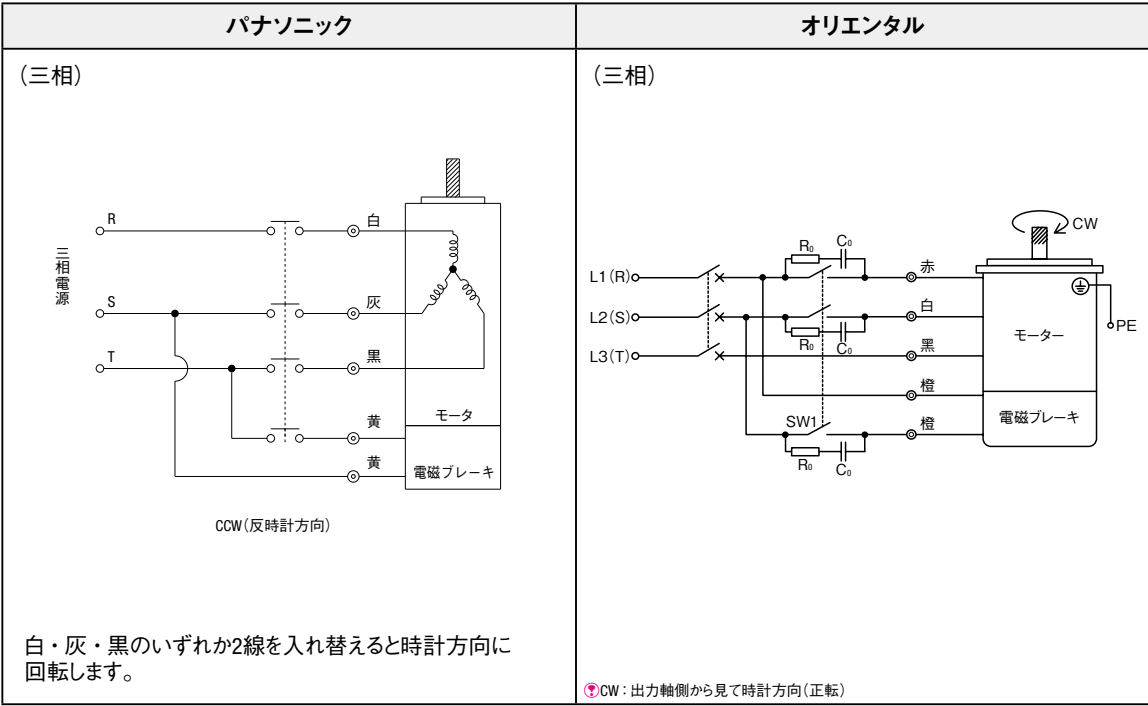 パナソニック
オリエンタル
(三相)
三相電源
R
S
T
白
灰
黒
黄
黄
モータ
電磁ブレーキ
CCW(反時計方向)
白・灰・黒のいずれか2線を入れ替えると時計方向に
回転します。
(三相)
CW
R₀ C₀
L1(R)
赤
L2(S)
白
R₀ C₀
L3(T)
黒
橙
SW1
橙
R₀ C₀
モーター
PE
電磁ブレーキ
CW：出力軸側から見て時計方向(正転)